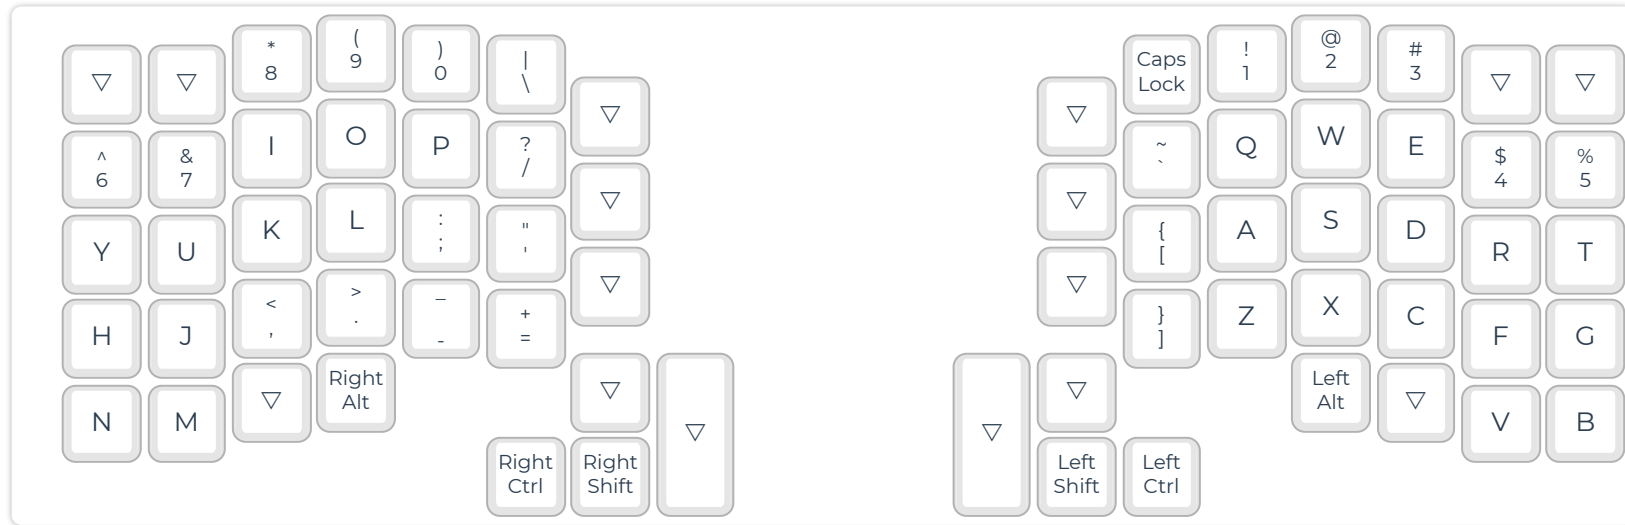 ▽ ▽ * ( ) | Caps ! @ # ▽ ▽
8 9 0 \ Lock 1 2 3
▽ ▽
^ & I O P ? ~ Q W E $ %
6 7 / ` 4 5
▽ ▽
Y U K L : " { A S D R T
; ' [
▽ ▽
H J < > _ + } Z X C F G
, . - = ]
N M ▽ Right ▽ ▽ ▽ ▽ Left ▽ V B
Alt Alt
Right Right Left Left
Ctrl Shift Shift Ctrl